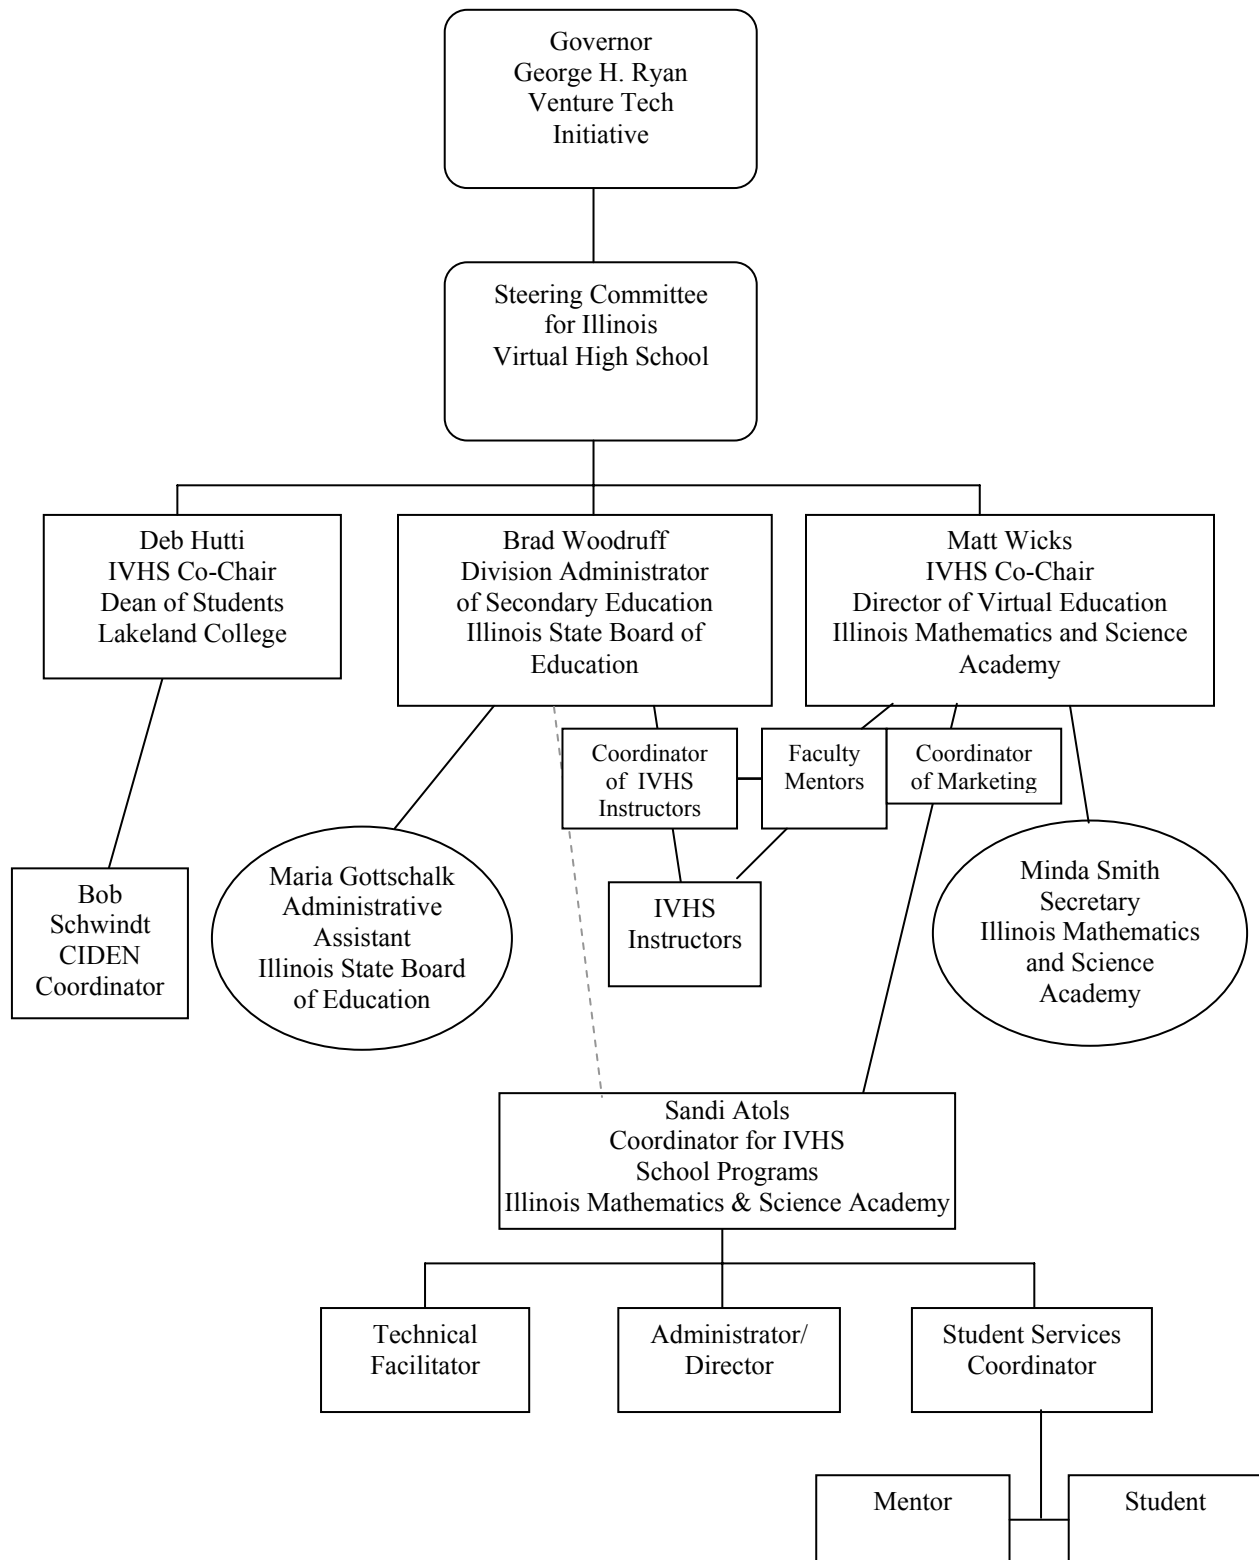 Governor
George H. Ryan
Venture Tech
Initiative
Steering Committee
for Illinois
Virtual High School
Deb Hutti
IVHS Co-Chair
Dean of Students
Lakeland College
Brad Woodruff
Division Administrator
of Secondary Education
Illinois State Board of
Education
Matt Wicks
IVHS Co-Chair
Director of Virtual Education
Illinois Mathematics and Science
Academy
Coordinator
of IVHS
Instructors
Faculty
Mentors
Coordinator
of Marketing
Bob
Schwindt
CIDEN
Coordinator
Maria Gottschalk
Administrative
Assistant
Illinois State Board
of Education
IVHS
Instructors
Minda Smith
Secretary
Illinois Mathematics
and Science
Academy
Sandi Atols
Coordinator for IVHS
School Programs
Illinois Mathematics & Science Academy
Technical
Facilitator
Administrator/
Director
Student Services
Coordinator
Mentor
Student